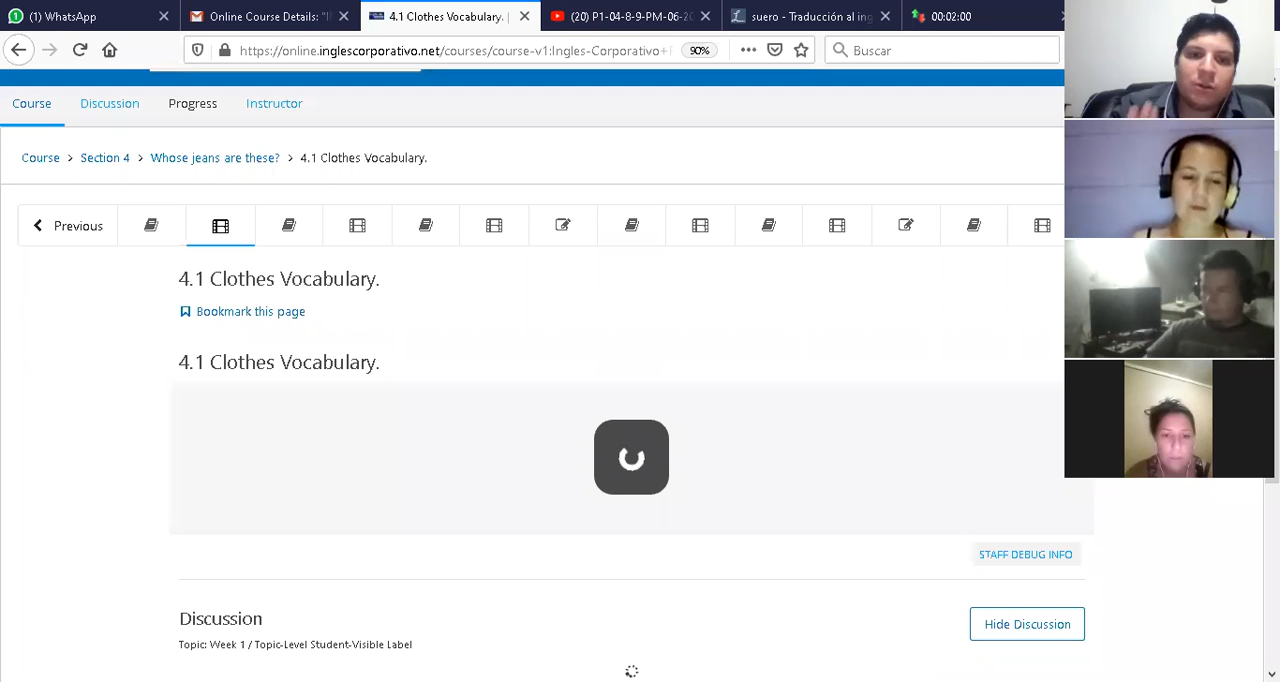 (1) WhatsApp
Online Course Details: "I
4.1 Clothes Vocabulary. |
(20) P1-04-8-9-PM-06-20
suero - Traducción al in
00:02:00
https://online.inglescorporativo.net/courses/course-v1:Ingles-Corporativo+
90%
Buscar
Course
Discussion
Progress
Instructor
Course > Section 4 > Whose jeans are these? > 4.1 Clothes Vocabulary.
Previous
4.1 Clothes Vocabulary.
Bookmark this page
4.1 Clothes Vocabulary.
STAFF DEBUG INFO
Discussion
Hide Discussion
Topic: Week 1 / Topic-Level Student-Visible Label